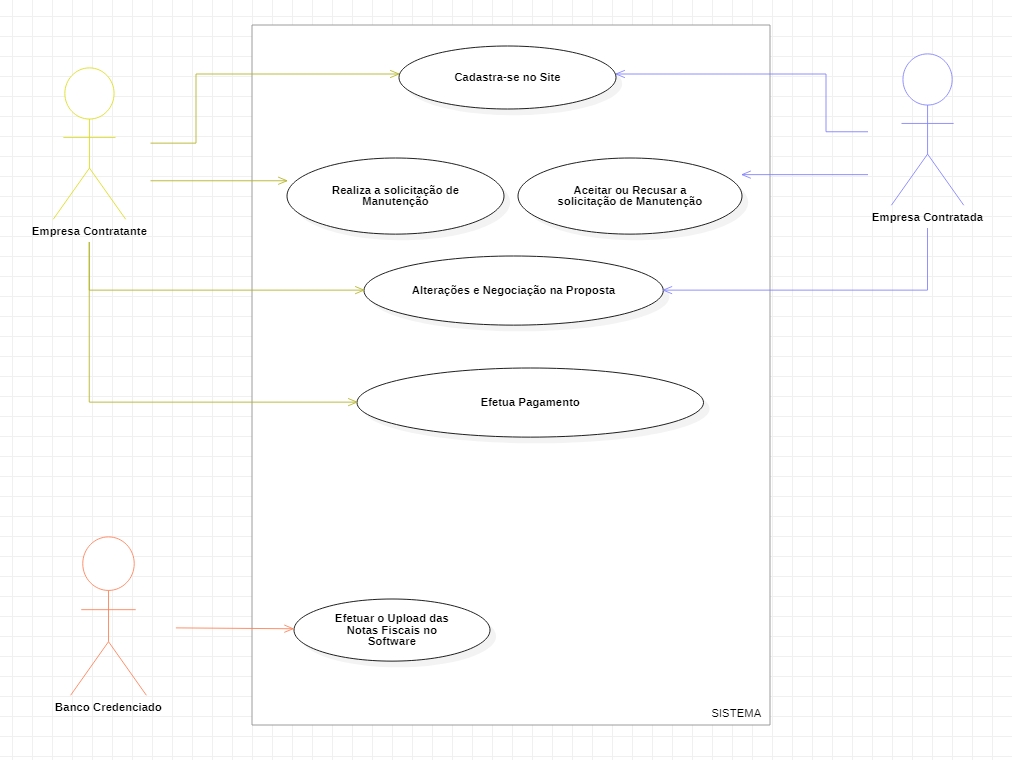 Cadastra-se no Site
Realiza a solicitação de
Manutenção
Aceitar ou Recusar a
solicitação de Manutenção
Empresa Contratante
Empresa Contratada
Alterações e Negociação na Proposta
Efetua Pagamento
Efetuar o Upload das
Notas Fiscais no
Software
Banco Credenciado
SISTEMA